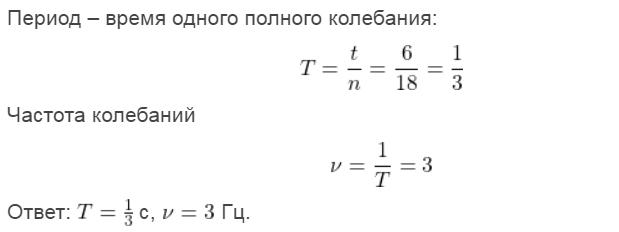 Период – время одного полного колебания:
T = t/n = 6/18 = 1/3
Частота колебаний
ν = 1/T = 3
Ответ: T = 1/3 с, ν = 3 Гц.